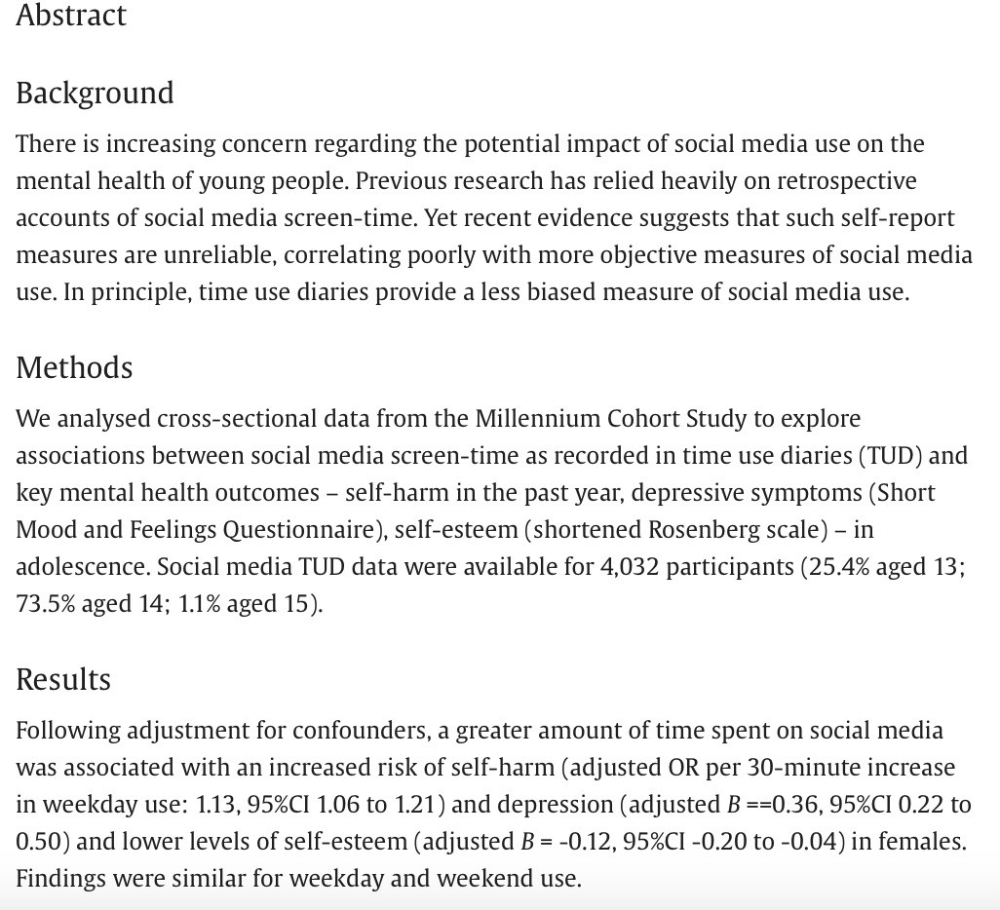 Abstract
Background
There is increasing concern regarding the potential impact of social media use on the
mental health of young people. Previous research has relied heavily on retrospective
accounts of social media screen-time. Yet recent evidence suggests that such self-report
measures are unreliable, correlating poorly with more objective measures of social media
use. In principle, time use diaries provide a less biased measure of social media use.
Methods
We analysed cross-sectional data from the Millennium Cohort Study to explore
associations between social media screen-time as recorded in time use diaries (TUD) and
key mental health outcomes – self-harm in the past year, depressive symptoms (Short
Mood and Feelings Questionnaire), self-esteem (shortened Rosenberg scale) – in
adolescence. Social media TUD data were available for 4,032 participants (25.4% aged 13;
73.5% aged 14; 1.1% aged 15).
Results
Following adjustment for confounders, a greater amount of time spent on social media
was associated with an increased risk of self-harm (adjusted OR per 30-minute increase
in weekday use: 1.13, 95%CI 1.06 to 1.21) and depression (adjusted B ==0.36, 95%CI 0.22 to
0.50) and lower levels of self-esteem (adjusted B = -0.12, 95%CI -0.20 to -0.04) in females.
Findings were similar for weekday and weekend use.